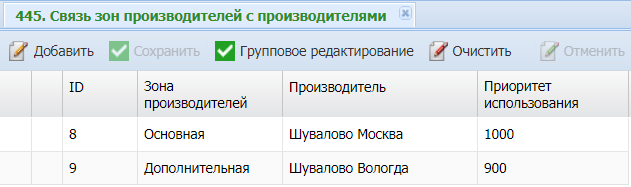 445. Связь зон производителей с производителями
Добавить Сохранить Групповое редактирование Очистить Отменить
ID Зона производителей Производитель Приоритет использования
8 Основная Шувалово Москва 1000
9 Дополнительная Шувалово Вологда 900